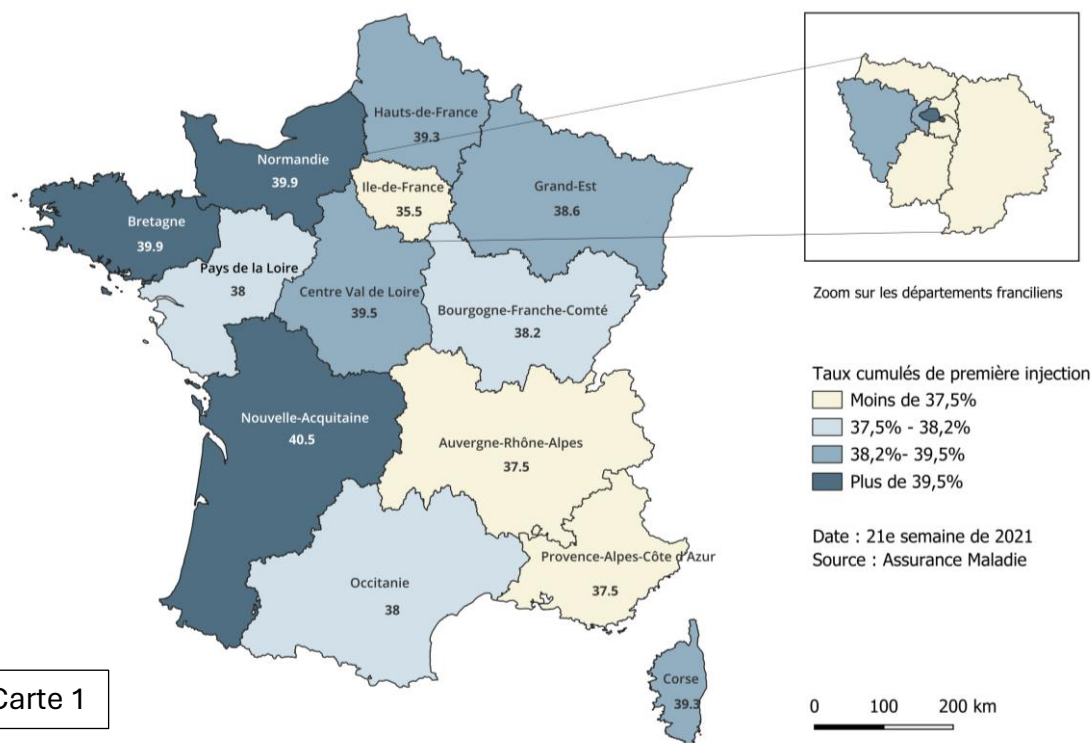 Hauts-de-France
39.3
Normandie
39.9
Ile-de-France
35.5
Grand-Est
38.6
Bretagne
39.9
Pays de la Loire
38
Centre Val de Loire
39.5
Bourgogne-Franche-Comté
38.2
Nouvelle-Acquitaine
40.5
Auvergne-Rhône-Alpes
37.5
Provence-Alpes-Côte d'Azur
37.5
Occitanie
38
Corse
39.3
Carte 1
Zoom sur les départements franciliens
Taux cumulés de première injection
Moins de 37,5%
37,5% - 38,2%
38,2%- 39,5%
Plus de 39,5%
Date : 21e semaine de 2021
Source : Assurance Maladie
0 100 200 km